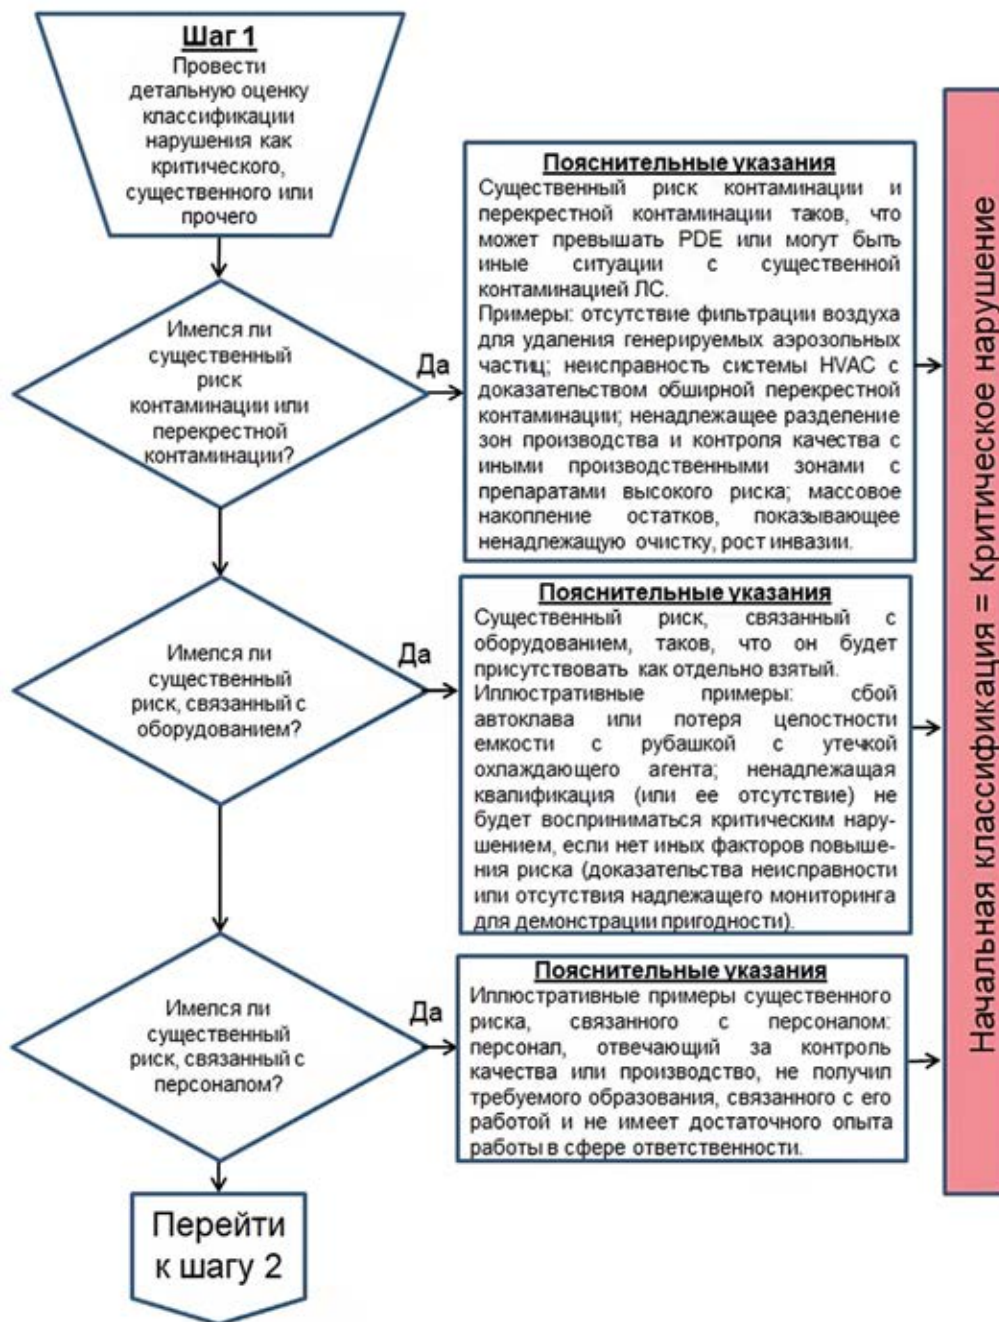 Шаг 1
Провести
детальную оценку
классификации
нарушения как
критического,
существенного или
прочего
Имелся ли
существенный
риск
контаминации или
перекрестной
контаминации?
Да
Пояснительные указания
Существенный риск контаминации и
перекрестной контаминации таков, что
может превышать PDE или могут быть
иные ситуации с существенной
контаминацией ЛС.
Примеры: отсутствие фильтрации воздуха
для удаления генерируемых аэрозольных
частиц; неисправность системы HVAC с
доказательством обширной перекрестной
контаминации; ненадлежащее разделение
зон производства и контроля качества с
иными производственными зонами с
препаратами высокого риска; массовое
накопление остатков, показывающее
ненадлежащую очистку, рост инвазии.
Имелся ли
существенный
риск, связанный с
оборудованием?
Да
Пояснительные указания
Существенный риск, связанный с
оборудованием, таков, что он будет
присутствовать как отдельно взятый.
Иллюстративные примеры: сбой
автоклава или потеря целостности
емкости с рубашкой с утечкой
охлаждающего агента; ненадлежащая
квалификация (или ее отсутствие) не
будет восприниматься критическим нару-
шением, если нет иных факторов повыше-
ния риска (доказательства неисправности
или отсутствия надлежащего мониторинга
для демонстрации пригодности).
Имелся ли
существенный
риск, связанный с
персоналом?
Да
Пояснительные указания
Иллюстративные примеры существенного
риска, связанного с персоналом:
персонал, отвечающий за контроль
качества или производство, не получил
требуемого образования, связанного с его
работой и не имеет достаточного опыта
работы в сфере ответственности.
Перейти
к шагу 2
Начальная классификация = Критическое нарушение